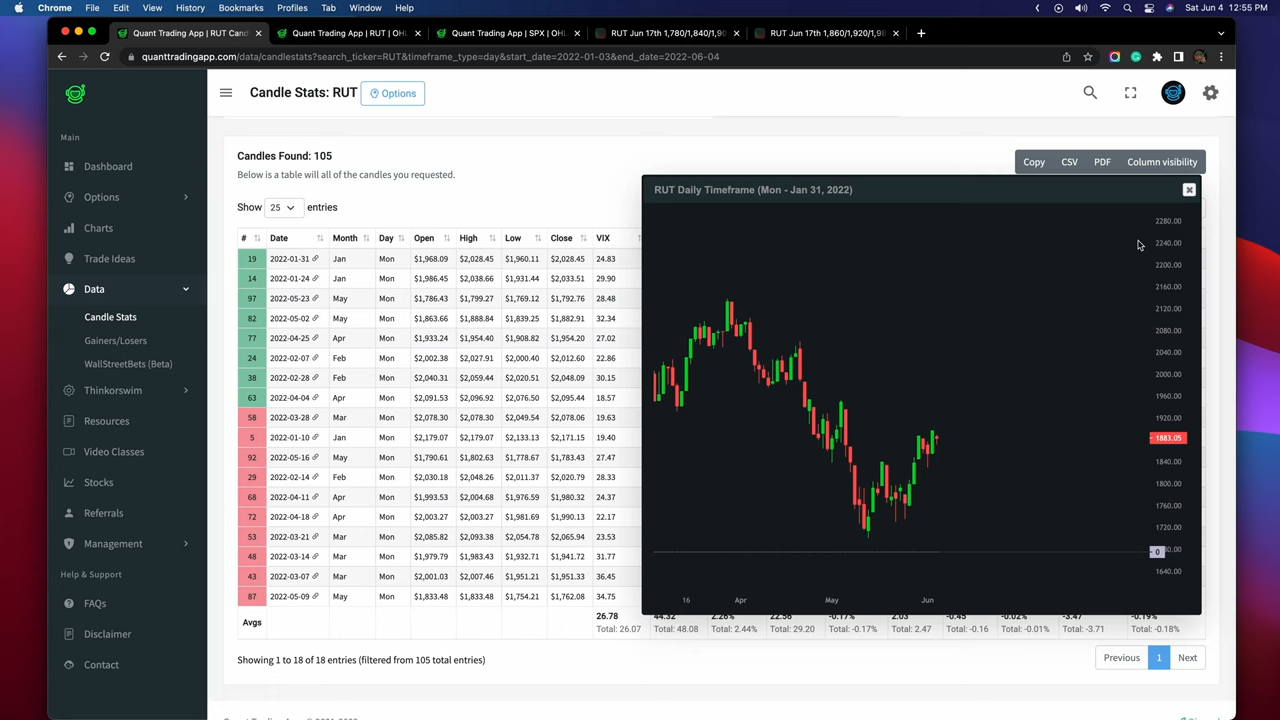 Chrome File Edit View History Bookmarks Profiles Tab Window Help Sat Jun 4 12:55 PM
Quant Trading App | RUT Cand Quant Trading App | RUT | OHL Quant Trading App | SPX | OHL RUT Jun 17th 1,780/1,840/1,90 RUT Jun 17th 1,860/1,920/1,98
quanttradingapp.com/data/candlestats?search_ticker=RUT&timeframe_type=day&start_date=2022-01-03&end_date=2022-06-04
Candle Stats: RUT Options
Main
Dashboard
Options
Charts
Trade Ideas
Data
Candle Stats
Gainers/Losers
WallStreetBets (Beta)
Thinkorswim
Resources
Video Classes
Stocks
Referrals
Management
Help & Support
FAQs
Disclaimer
Contact
Candles Found: 105
Below is a table will all of the candles you requested.
Copy CSV PDF Column visibility
Show 25 entries
# Date Month Day Open High Low Close VIX
19 2022-01-31 Jan Mon $1,968.09 $2,028.45 $1,960.11 $2,028.45 24.83
14 2022-01-24 Jan Mon $1,986.45 $2,038.66 $1,931.44 $2,033.51 29.90
97 2022-05-23 May Mon $1,786.43 $1,799.27 $1,769.12 $1,792.76 28.48
82 2022-05-02 May Mon $1,863.66 $1,888.84 $1,839.25 $1,882.91 32.34
77 2022-04-25 Apr Mon $1,933.24 $1,954.40 $1,908.82 $1,954.20 27.02
24 2022-02-07 Feb Mon $2,002.38 $2,027.91 $2,000.40 $2,012.60 22.86
38 2022-02-28 Feb Mon $2,040.31 $2,059.44 $2,020.51 $2,048.09 30.15
63 2022-04-04 Apr Mon $2,091.53 $2,096.92 $2,076.50 $2,095.44 18.57
58 2022-03-28 Mar Mon $2,078.30 $2,078.30 $2,049.54 $2,078.06 19.63
5 2022-01-10 Jan Mon $2,179.07 $2,179.07 $2,133.13 $2,171.15 19.40
92 2022-05-16 May Mon $1,790.61 $1,802.63 $1,778.67 $1,783.43 27.47
29 2022-02-14 Feb Mon $2,030.18 $2,048.26 $2,011.37 $2,020.79 28.33
68 2022-04-11 Apr Mon $1,993.53 $2,004.68 $1,976.59 $1,980.32 24.37
72 2022-04-18 Apr Mon $2,003.27 $2,003.27 $1,981.69 $1,990.13 22.17
53 2022-03-21 Mar Mon $2,085.82 $2,093.38 $2,054.78 $2,065.94 23.53
48 2022-03-14 Mar Mon $1,979.79 $1,983.43 $1,932.71 $1,941.72 31.77
43 2022-03-07 Mar Mon $2,001.03 $2,007.46 $1,951.21 $1,951.33 36.45
87 2022-05-09 May Mon $1,833.48 $1,833.48 $1,754.21 $1,762.08 34.75
Avgs 26.78 44.32 2.26% 22.56 -0.17% 2.03 -0.45 -0.02% -3.47 -0.19%
Total: 26.07 Total: 48.08 Total: 2.44% Total: 29.20 Total: -0.17% Total: 2.47 Total: -0.16 Total: -0.01% Total: -3.71 Total: -0.18%
Showing 1 to 18 of 18 entries (filtered from 105 total entries)
Previous 1 Next
RUT Daily Timeframe (Mon - Jan 31, 2022)
2280.00
2240.00
2200.00
2160.00
2120.00
2080.00
2040.00
2000.00
1960.00
1920.00
1883.05
1840.00
1800.00
1760.00
1720.00
0
1640.00
16 Apr May Jun